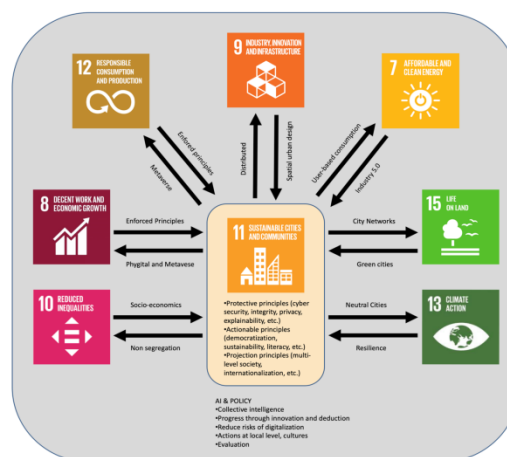 9 INDUSTRY, INNOVATION
AND INFRASTRUCTURE
12 RESPONSIBLE
CONSUMPTION
AND PRODUCTION
7 AFFORDABLE AND
CLEAN ENERGY
Enfored principles
Metaverse
Distributed
Spatial urban design
User-based consumption
Industry 5.0
8 DECENT WORK AND
ECONOMIC GROWTH
Enforced Principles
Phygital and Metavese
11 SUSTAINABLE CITIES
AND COMMUNITIES
City Networks
Green cities
15 LIFE
ON LAND
10 REDUCED
INEQUALITIES
Socio-economics
Non segregation
•Protective principles (cyber
security, integrity, privacy,
explainability, etc.)
•Actionable principles
(democratization,
sustainability, literacy, etc.)
•Projection principles (multi-
level society,
internationalization, etc.)
Neutral Cities
Resilience
13 CLIMATE
ACTION
AI & POLICY
•Collective intelligence
•Progress through innovation and deduction
•Reduce risks of digitalization
•Actions at local level, cultures
•Evaluation